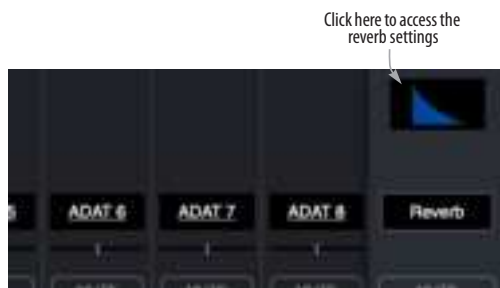 Click here to access the
reverb settings
ADAT 6
ADAT 7
ADAT 8
Reverb